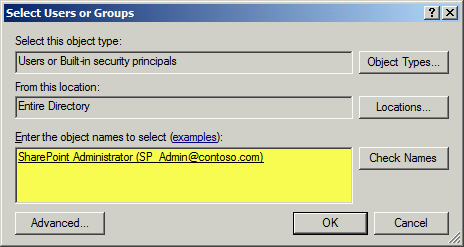 Select Users or Groups
Select this object type:
Users or Built-in security principals
Object Types...
From this location:
Entire Directory
Locations...
Enter the object names to select (examples):
SharePoint Administrator (SP_Admin@contoso.com)
Check Names
Advanced...
OK
Cancel